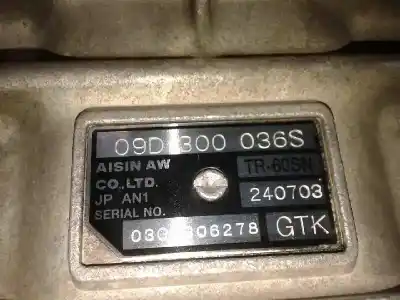 09D 300 036S
AISIN AW TR-60SN
CO.,LTD.
JP AN1 240703
SERIAL NO.
GTK